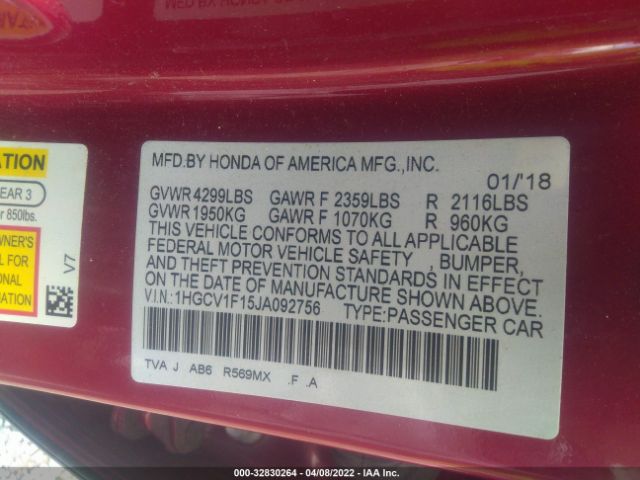 MFD.BY HONDA OF AMERICA MFG.,INC. 01/'18
GVWR 4299LBS GAWR F 2359LBS R 2116LBS
GVWR 1950KG GAWR F 1070KG R 960KG
THIS VEHICLE CONFORMS TO ALL APPLICABLE
FEDERAL MOTOR VEHICLE SAFETY , BUMPER,
AND THEFT PREVENTION STANDARDS IN EFFECT
ON THE DATE OF MANUFACTURE SHOWN ABOVE.
V.I.N.:1HGCV1F15JA092756 TYPE:PASSENGER CAR
TVA J AB6 R569MX .F .A
ATION
EAR 3
r 850lbs.
WNER'S
L FOR
ONAL
V7
000-32830264 - 04/08/2022 - IAA Inc.